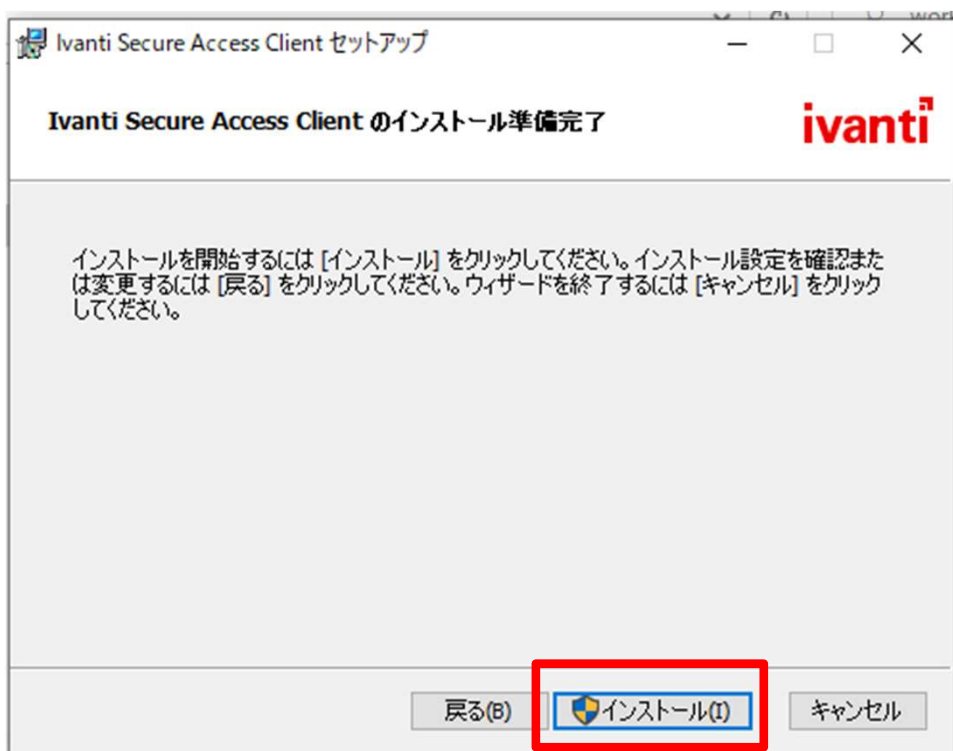 Ivanti Secure Access Client セットアップ
Ivanti Secure Access Client のインストール準備完了
ivanti
インストールを開始するには [インストール] をクリックしてください。インストール設定を確認また
は変更するには [戻る] をクリックしてください。ウィザードを終了するには [キャンセル] をクリック
してください。
戻る(B)
インストール(I)
キャンセル